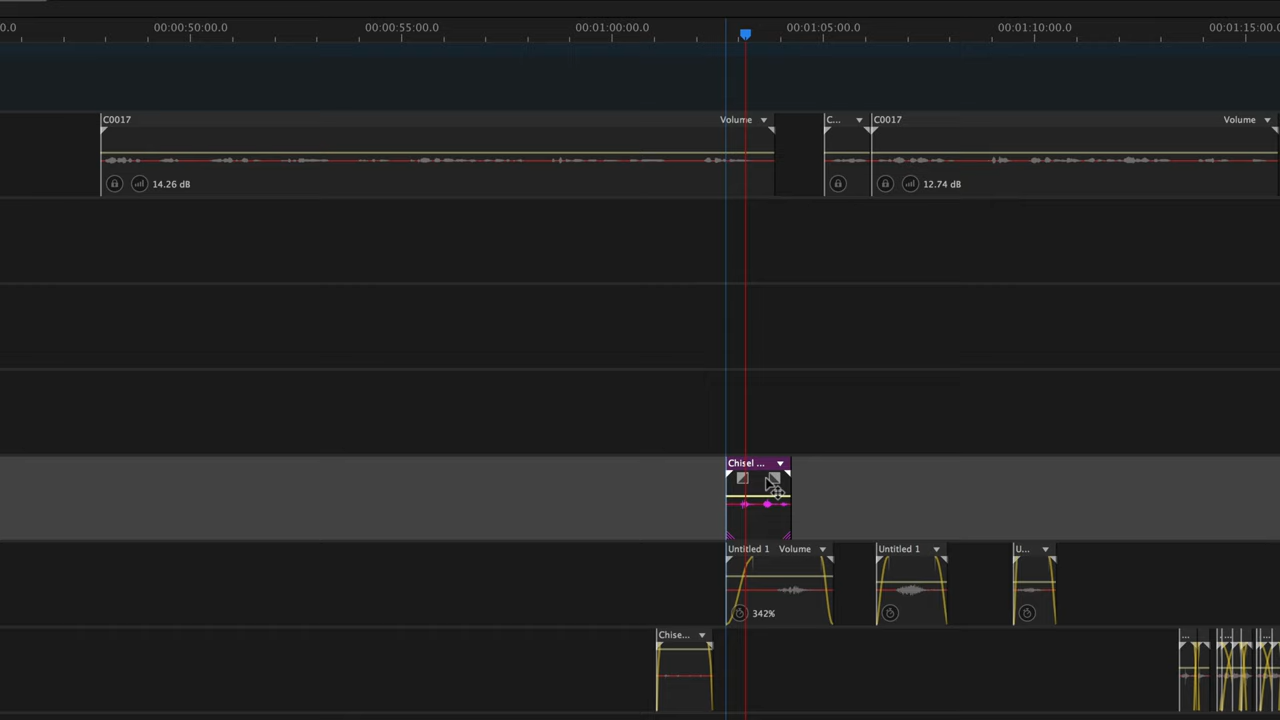 00:00:50:00.0 00:00:55:00.0 00:01:00:00.0 00:01:05:00.0 00:01:10:00.0 00:01:15:00.
C0017 Volume C... C0017 Volume
14.26 dB 12.74 dB
Chisel ...
Untitled 1 Volume Untitled 1 U...
342%
Chise... ... ... ...